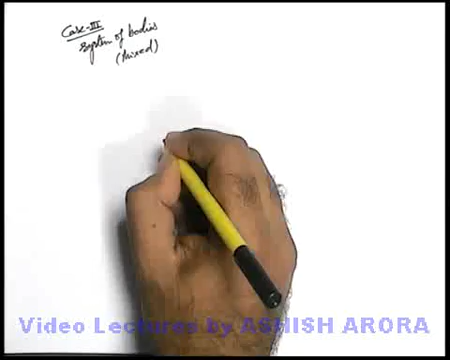 Case-III
System of bodies
(Mixed)
Video Lectures by ASHISH ARORA